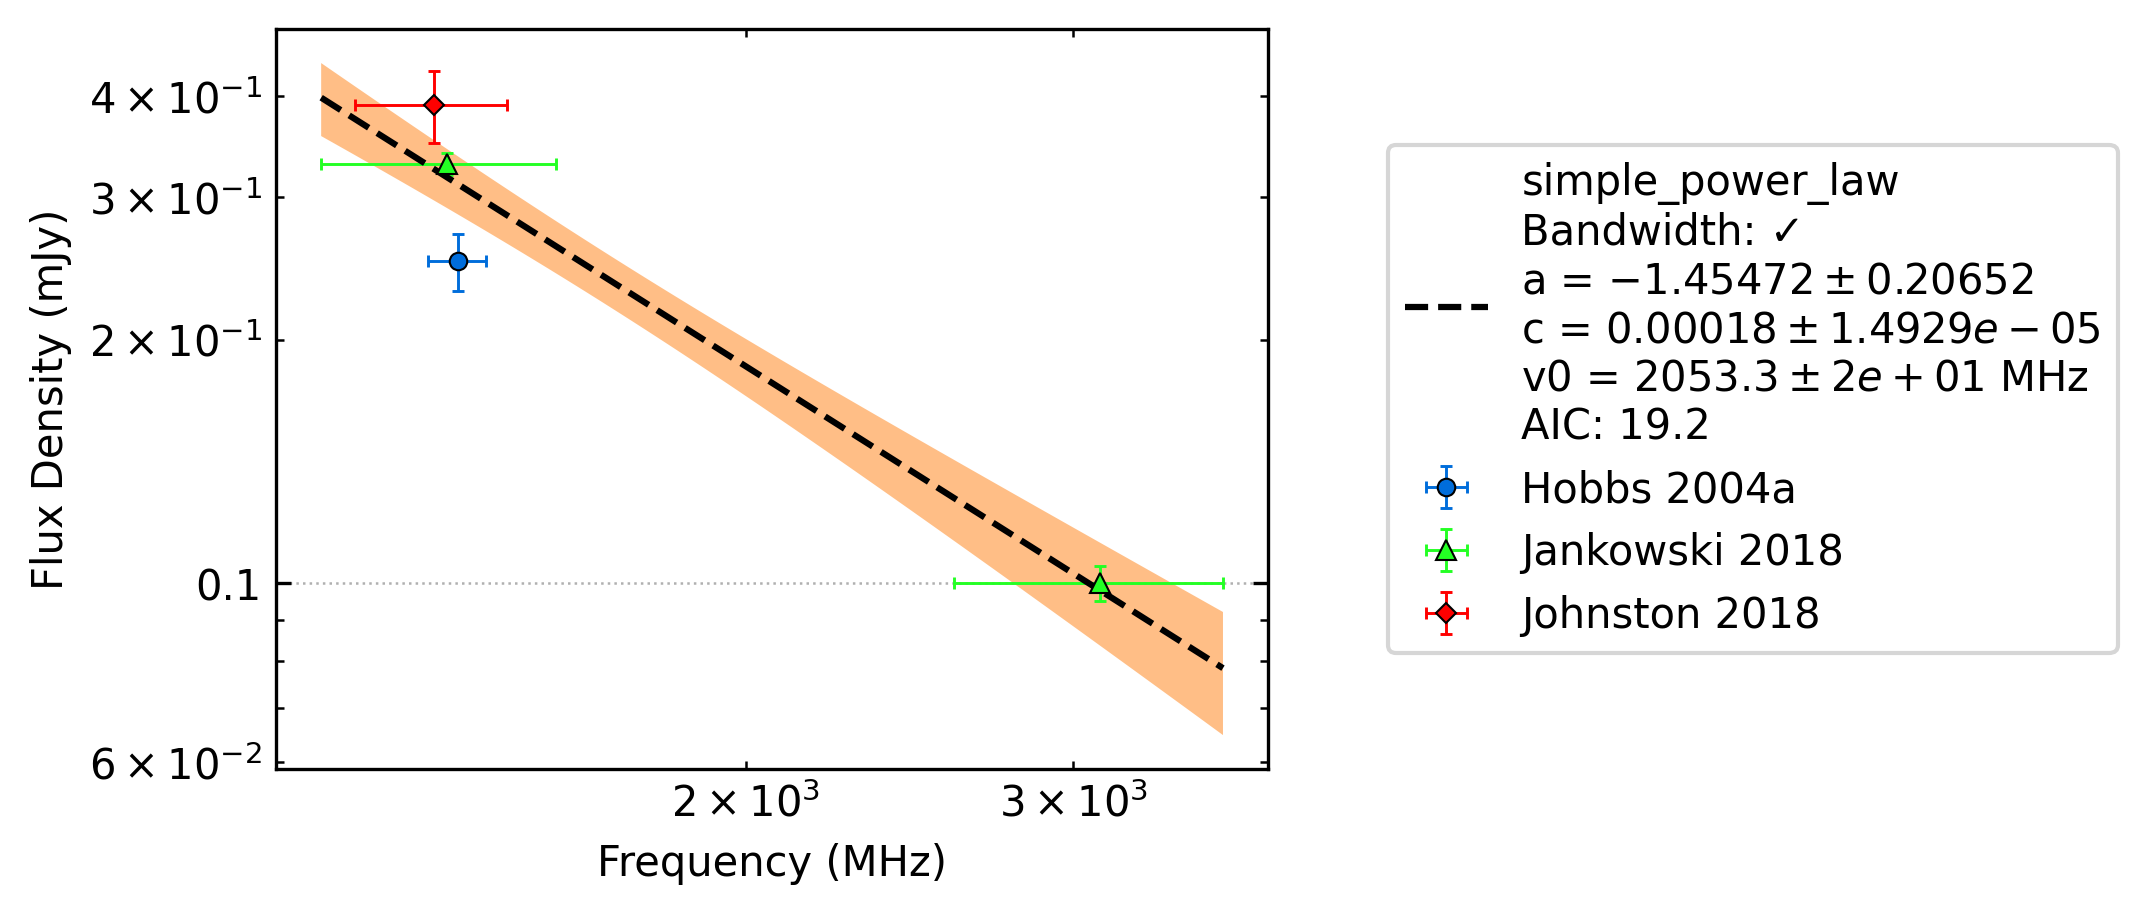 4 × 10⁻¹
3 × 10⁻¹
2 × 10⁻¹
0.1
6 × 10⁻²
Flux Density (mJy)
2 × 10³
3 × 10³
Frequency (MHz)
simple_power_law
Bandwidth: ✓
a = −1.45472 ± 0.20652
c = 0.00018 ± 1.4929e − 05
v0 = 2053.3 ± 2e + 01 MHz
AIC: 19.2
Hobbs 2004a
Jankowski 2018
Johnston 2018